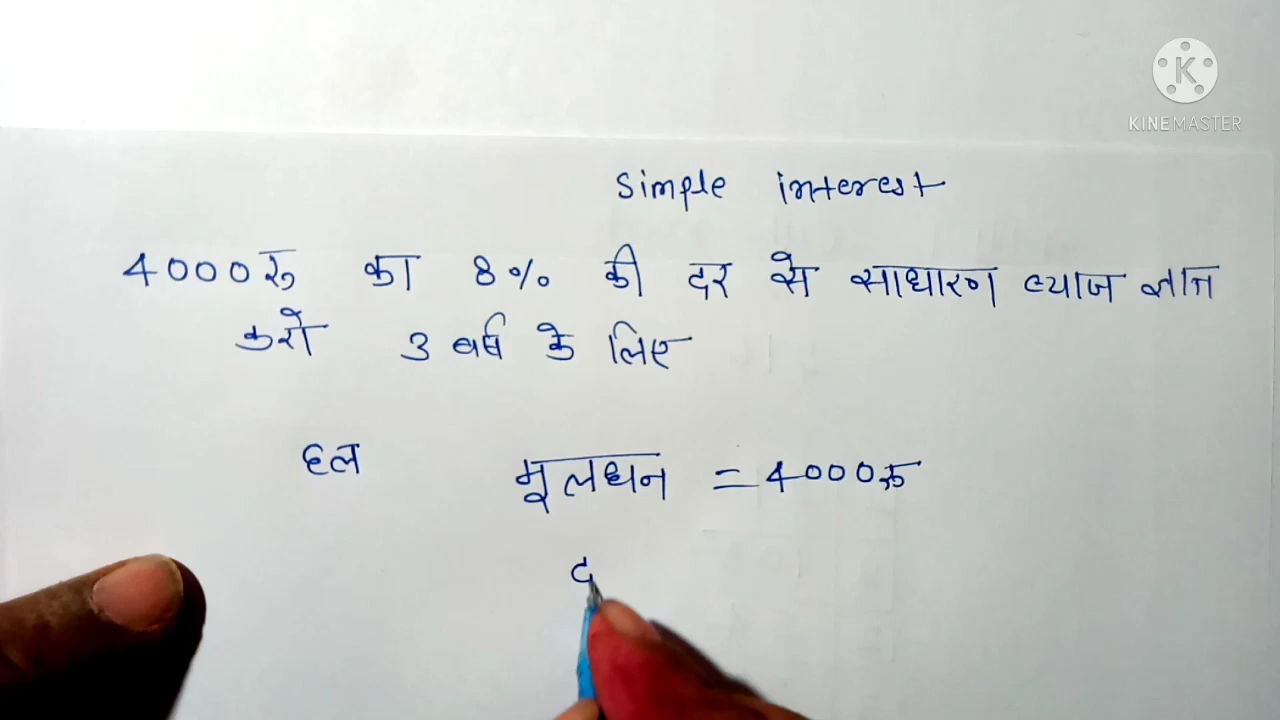 KINEMASTER
Simple interest
4000रु का 8% की दर से साधारण ब्याज ज्ञात
करो 3 वर्ष के लिए
हल मूलधन = 4000रु
द